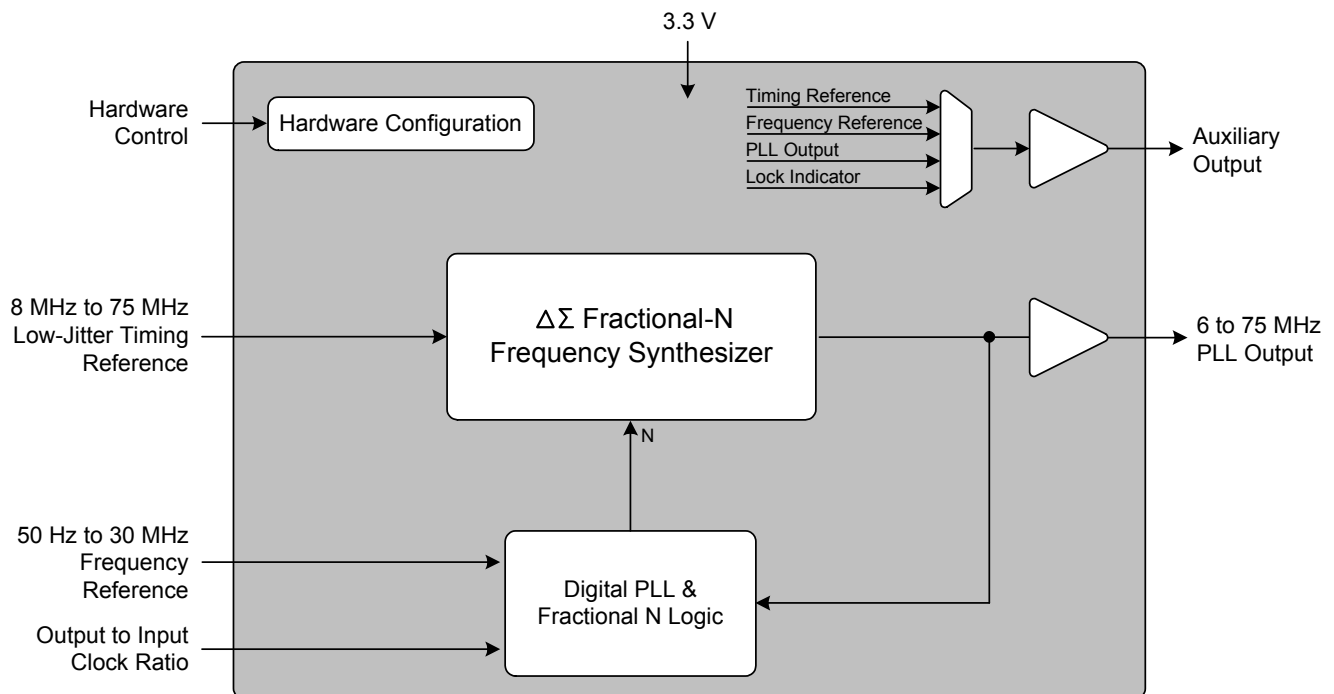 3.3 V
Hardware
Control
Hardware Configuration
Timing Reference
Frequency Reference
PLL Output
Lock Indicator
Auxiliary
Output
8 MHz to 75 MHz
Low-Jitter Timing
Reference
ΔΣ Fractional-N
Frequency Synthesizer
6 to 75 MHz
PLL Output
N
50 Hz to 30 MHz
Frequency
Reference
Digital PLL &
Fractional N Logic
Output to Input
Clock Ratio